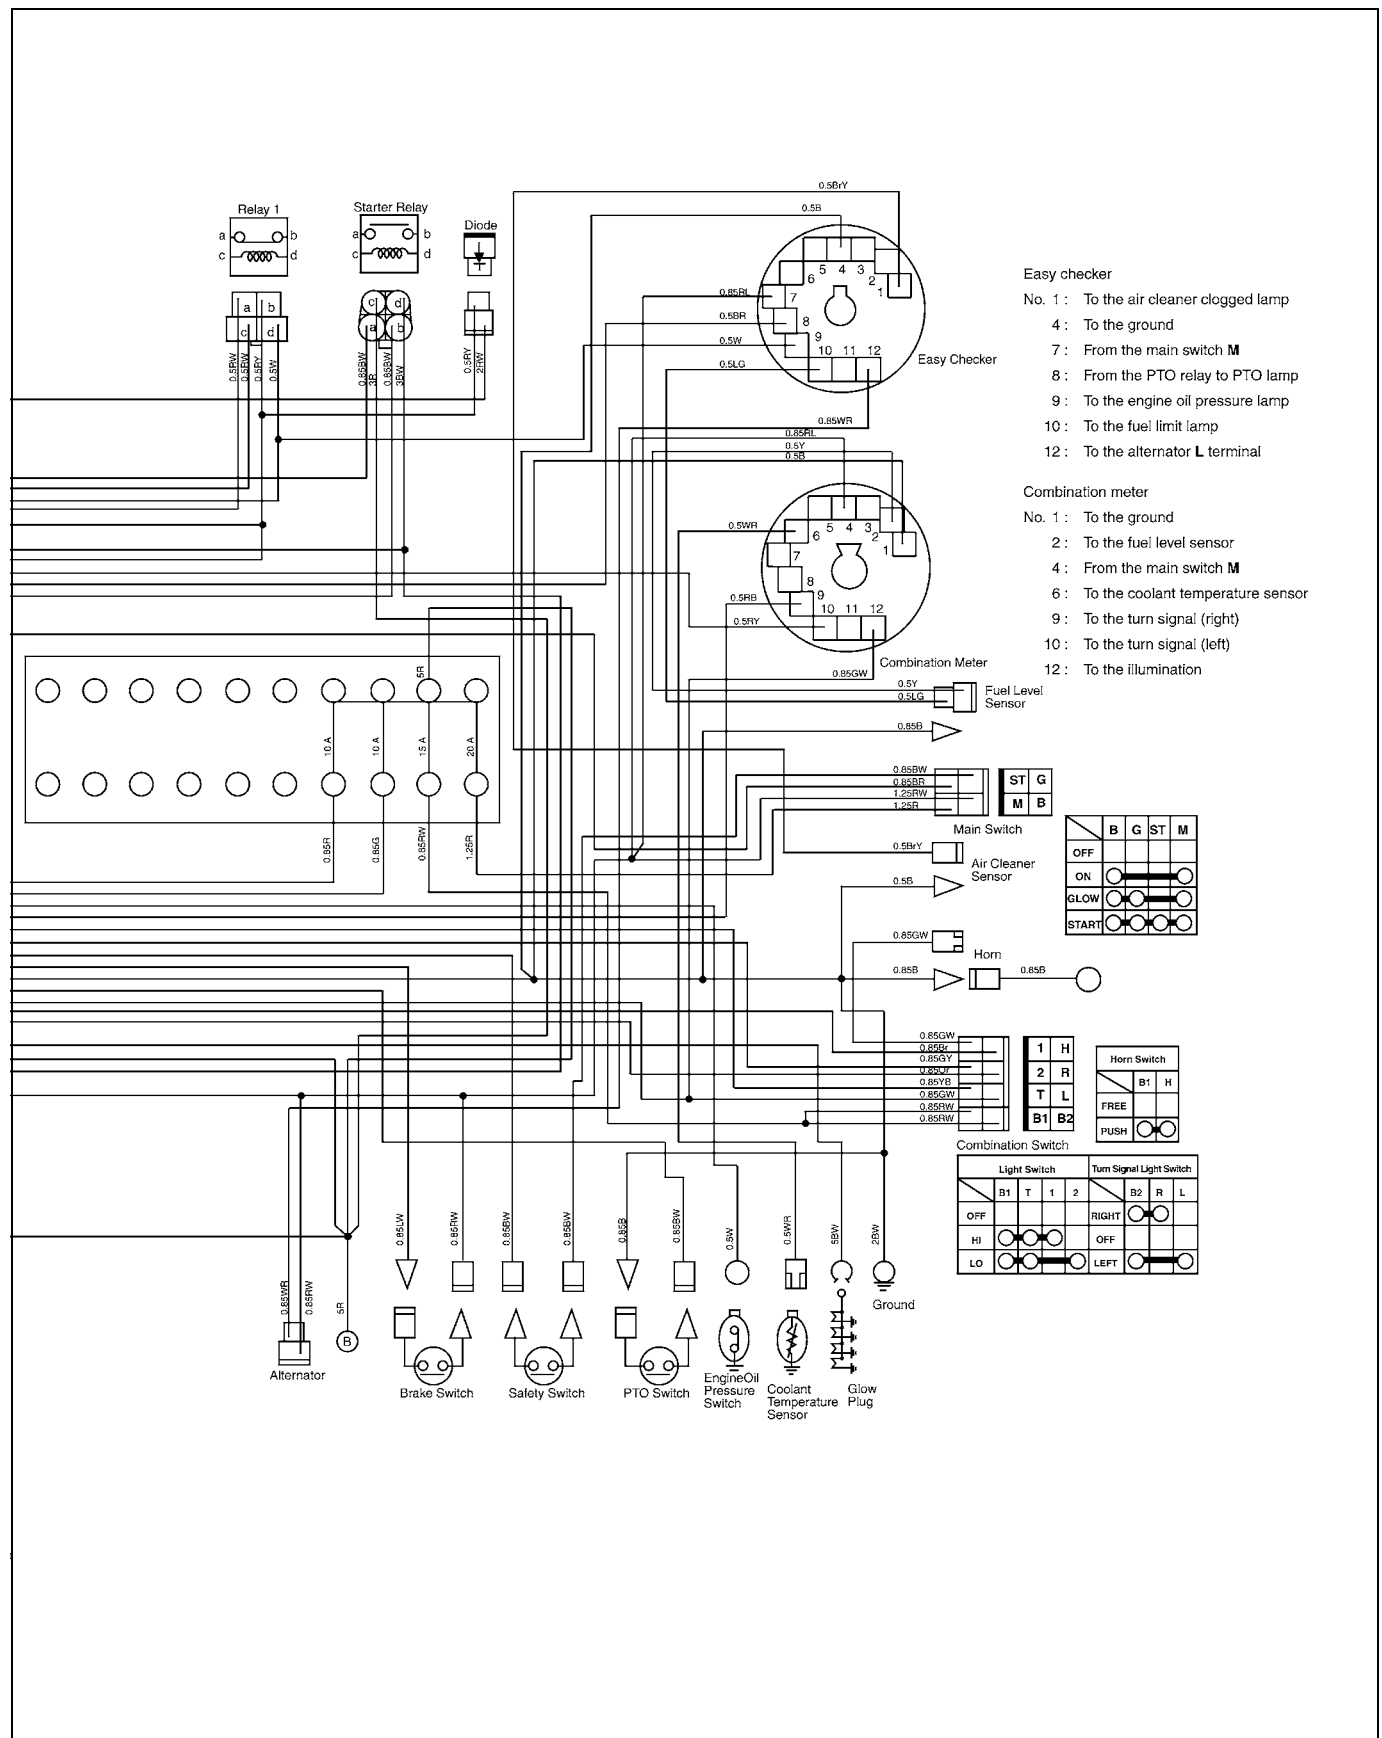 0.5BrY
0.5B
Relay 1
Starter Relay
Diode
a b
c d
a b
c d
a b
c d
c d
a b
0.5RW
0.5RW
0.5RY
0.5W
0.85BW
3R
0.85BW
3BW
0.5RY
2RW
0.85RL
0.5BR
0.5W
0.5LG
5 4 3
6 2
7 1
8
9
10 11 12
Easy Checker
Easy checker
No. 1 : To the air cleaner clogged lamp
4 : To the ground
7 : From the main switch M
8 : From the PTO relay to PTO lamp
9 : To the engine oil pressure lamp
10 : To the fuel limit lamp
12 : To the alternator L terminal
0.85WR
0.85RL
0.5Y
0.5B
Combination meter
No. 1 : To the ground
2 : To the fuel level sensor
4 : From the main switch M
6 : To the coolant temperature sensor
9 : To the turn signal (right)
10 : To the turn signal (left)
12 : To the illumination
0.5WR
0.5RB
0.5RY
5 4 3
6 2
7 1
8
9
10 11 12
Combination Meter
0.85GW
0.5Y
0.5LG
Fuel Level
Sensor
0.85B
5R
10 A
10 A
15 A
20 A
0.85R
0.85G
0.85RW
1.25R
0.85BW
0.85BR
1.25RW
1.25R
ST G
M B
Main Switch
B G ST M
OFF
ON
GLOW
START
0.5BrY
Air Cleaner
Sensor
0.5B
0.85GW
Horn
0.85B
0.85B
0.85GW
0.85Br
0.85GY
0.85Or
0.85YB
0.85GW
0.85RW
0.85RW
1 H
2 R
T L
B1 B2
Combination Switch
Horn Switch
B1 H
FREE
PUSH
Light Switch
B1 T 1 2
OFF
HI
LO
Turn Signal Light Switch
B2 R L
RIGHT
OFF
LEFT
0.85LW
0.85RW
0.85BW
0.85BW
0.85B
0.85BW
0.5W
0.5WR
5BW
2BW
Ground
0.85WR
0.85RW
5R
B
Alternator
Brake Switch
Safety Switch
PTO Switch
EngineOil
Pressure
Switch
Coolant
Temperature
Sensor
Glow
Plug